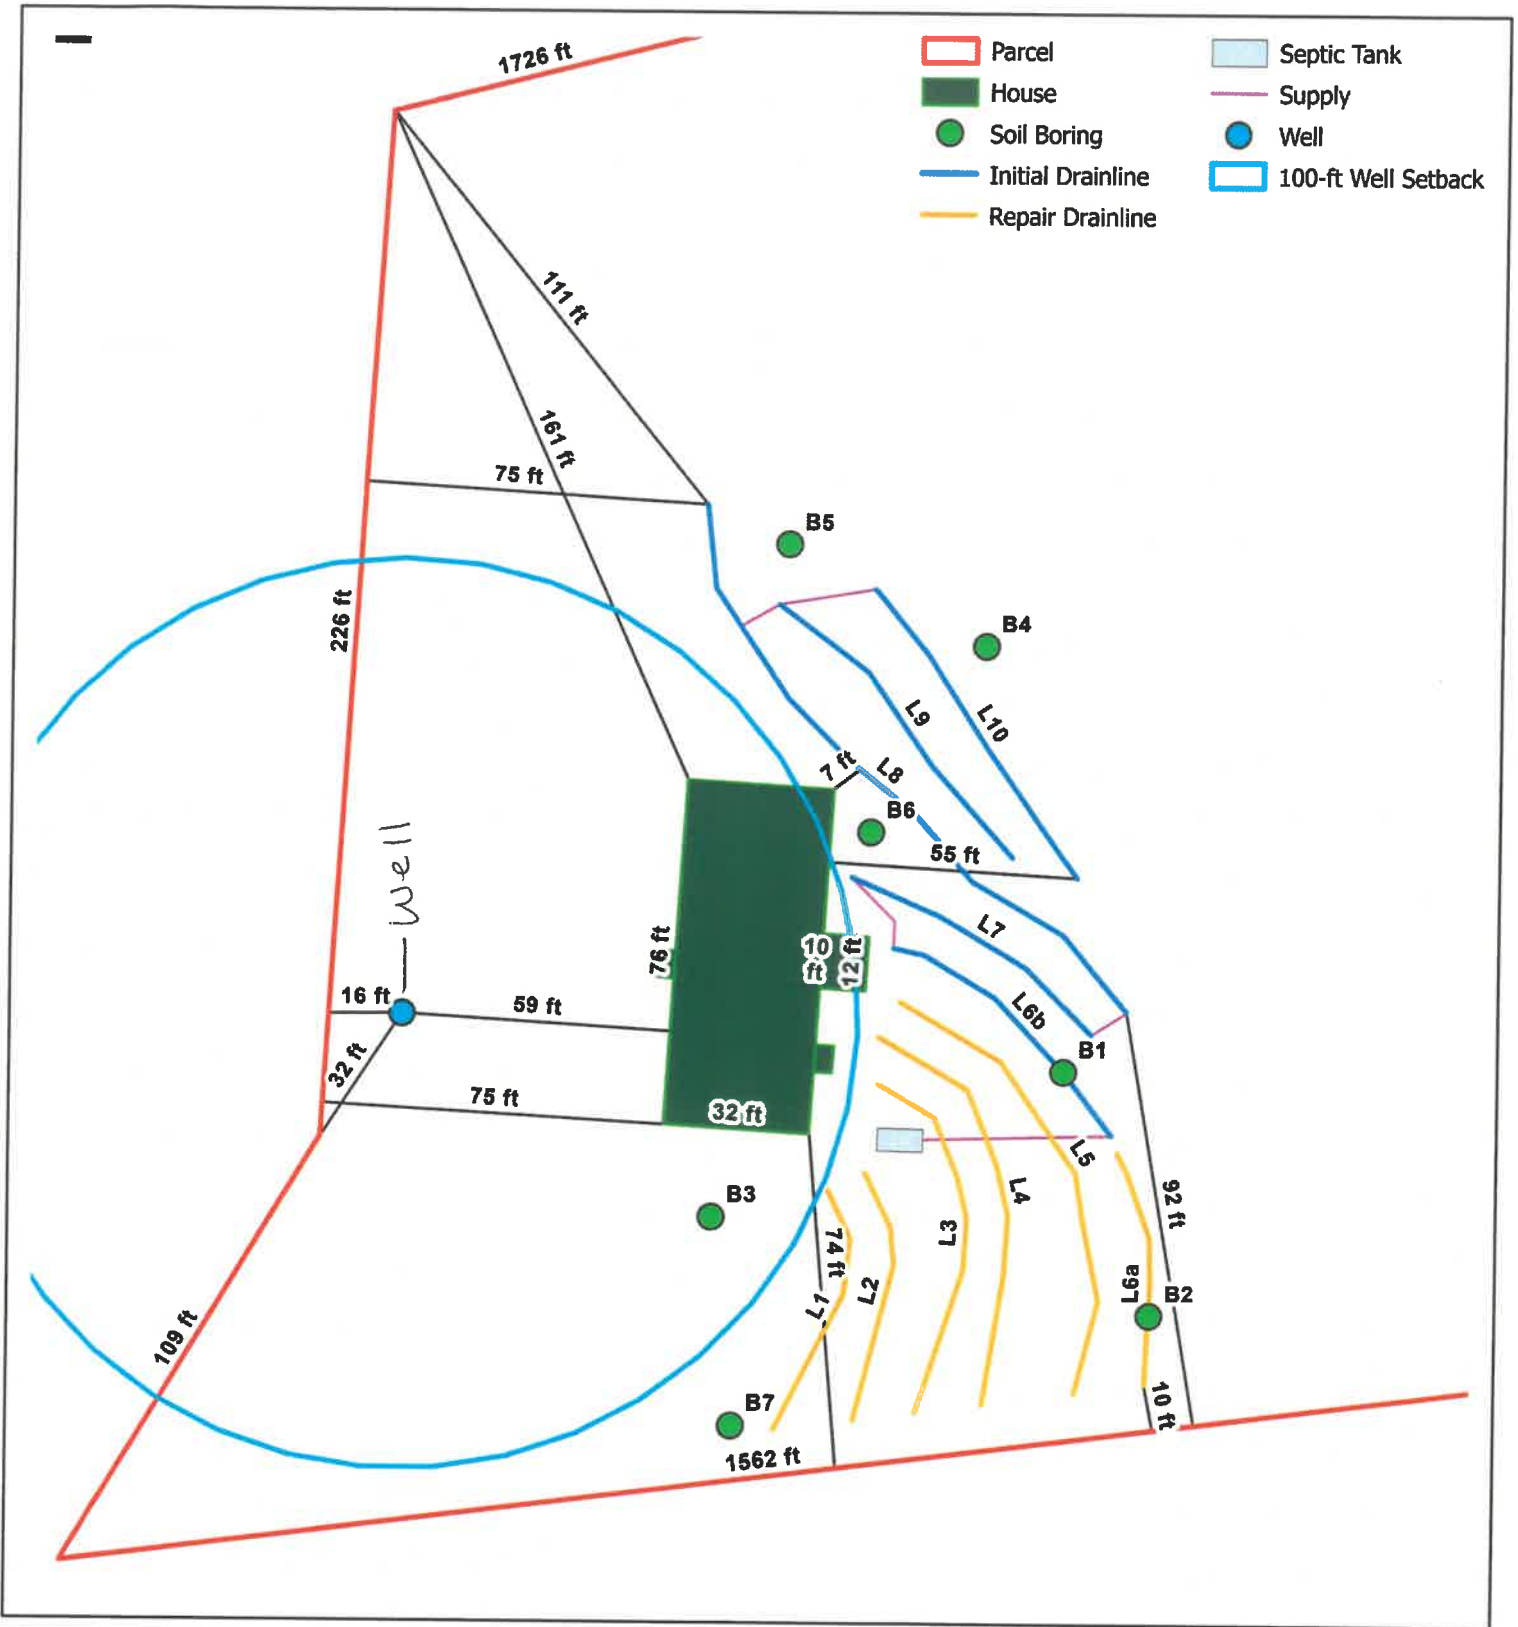 1726 ft
Parcel
House
Soil Boring
Initial Drainline
Repair Drainline
Septic Tank
Supply
Well
100-ft Well Setback
111 ft
161 ft
75 ft
B5
226 ft
B4
L9
L10
7 ft
L8
B6
55 ft
Well
L7
76 ft
10 ft
12 ft
16 ft
59 ft
L6b
B1
32 ft
75 ft
32 ft
L5
B3
L4
92 ft
L3
74 ft
L2
L1
L6a
B2
109 ft
B7
10 ft
1562 ft